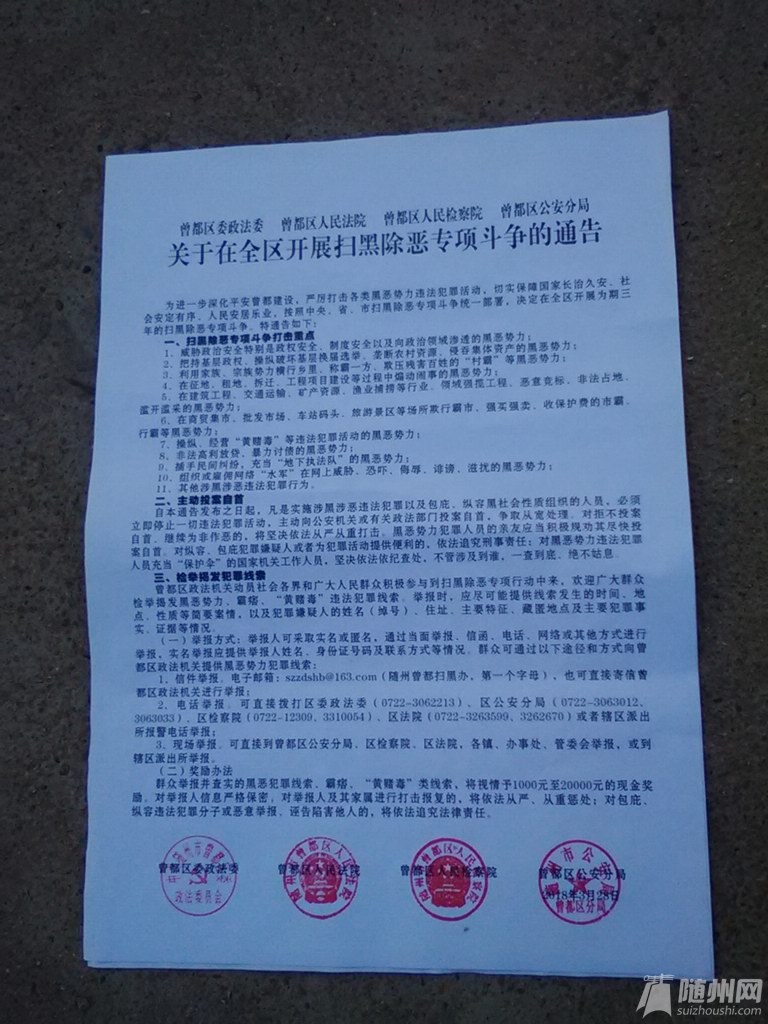 曾都区委政法委 曾都区人民法院 曾都区人民检察院 曾都区公安分局
关于在全区开展扫黑除恶专项斗争的通告
为进一步深化平安曾都建设，严厉打击各类黑恶势力违法犯罪活动，切实保障国家长治久安、社
会安定有序、人民安居乐业，按照中央、省、市扫黑除恶专项斗争统一部署，决定在全区开展为期三
年的扫黑除恶专项斗争。特通告如下：
一、扫黑除恶专项斗争打击重点
1、威胁政治安全特别是政权安全、制度安全以及向政治领域渗透的黑恶势力；
2、把持基层政权、操纵破坏基层换届选举、垄断农村资源、侵吞集体资产的黑恶势力；
3、利用家族、宗族势力横行乡里、称霸一方、欺压残害百姓的“村霸”等黑恶势力；
4、在征地、租地、拆迁、工程项目建设等过程中煽动闹事的黑恶势力；
5、在建筑工程、交通运输、矿产资源、渔业捕捞等行业、领域强揽工程、恶意竞标、非法占地、
滥开滥采的黑恶势力；
6、在商贸集市、批发市场、车站码头、旅游景区等场所欺行霸市、强买强卖、收保护费的市霸、
行霸等黑恶势力；
7、操纵、经营“黄赌毒”等违法犯罪活动的黑恶势力；
8、非法高利放贷、暴力讨债的黑恶势力；
9、插手民间纠纷，充当“地下执法队”的黑恶势力；
10、组织或雇佣网络“水军”在网上威胁、恐吓、侮辱、诽谤、滋扰的黑恶势力；
11、其他涉黑涉恶违法犯罪行为。
二、主动投案自首
自本通告发布之日起，凡是实施涉黑涉恶违法犯罪以及包庇、纵容黑社会性质组织的人员，必须
立即停止一切违法犯罪活动，主动向公安机关或有关政法部门投案自首，争取从宽处理。对拒不投案
自首、继续为非作恶的，将坚决依法从严从重打击。黑恶势力犯罪人员的亲友应当积极规劝其尽快投
案自首。对纵容、包庇犯罪嫌疑人或者为犯罪活动提供便利的，依法追究刑事责任；对黑恶势力违法犯罪
人员充当“保护伞”的国家机关工作人员，坚决依法依纪查处，不管涉及到谁，一查到底、绝不姑息。
三、检举揭发犯罪线索
曾都区政法机关动员社会各界和广大人民群众积极参与到扫黑除恶专项行动中来，欢迎广大群众
检举揭发黑恶势力、霸痞、“黄赌毒”违法犯罪线索。举报时，应尽可能提供线索发生的时间、地
点、性质等简要案情，以及犯罪嫌疑人的姓名（绰号）、住址、主要特征、藏匿地点及主要犯罪事
实、证据等情况。
（一）举报方式：举报人可采取实名或匿名，通过当面举报、信函、电话、网络或其他方式进行
举报，实名举报应提供举报人姓名、身份证号码及联系方式等情况。群众可通过以下途径和方式向曾
都区政法机关提供黑恶势力犯罪线索：
1、信件举报。电子邮箱：szzdshb@163.com（随州曾都扫黑办，第一个字母），也可直接寄信曾
都区政法机关进行举报；
2、电话举报。可直接拨打区委政法委（0722-3062213）、区公安分局（0722-3063012、
3063033）、区检察院（0722-12309、3310054）、区法院（0722-3263599、3262670）或者辖区派出
所报警电话举报；
3、现场举报。可直接到曾都区公安分局、区检察院、区法院，各镇、办事处、管委会举报，或到
辖区派出所举报。
（二）奖励办法
群众举报并查实的黑恶犯罪线索、霸痞、“黄赌毒”类线索，将视情予1000元至20000元的现金奖
励。对举报人信息严格保密；对举报人及其家属进行打击报复的，将依法从严、从重惩处；对包庇、
纵容违法犯罪分子或恶意举报、诬告陷害他人的，将依法追究法律责任。
曾都区委政法委 曾都区人民法院 曾都区人民检察院 曾都区公安分局
2018年3月28日
随州网
suizhoushi.com